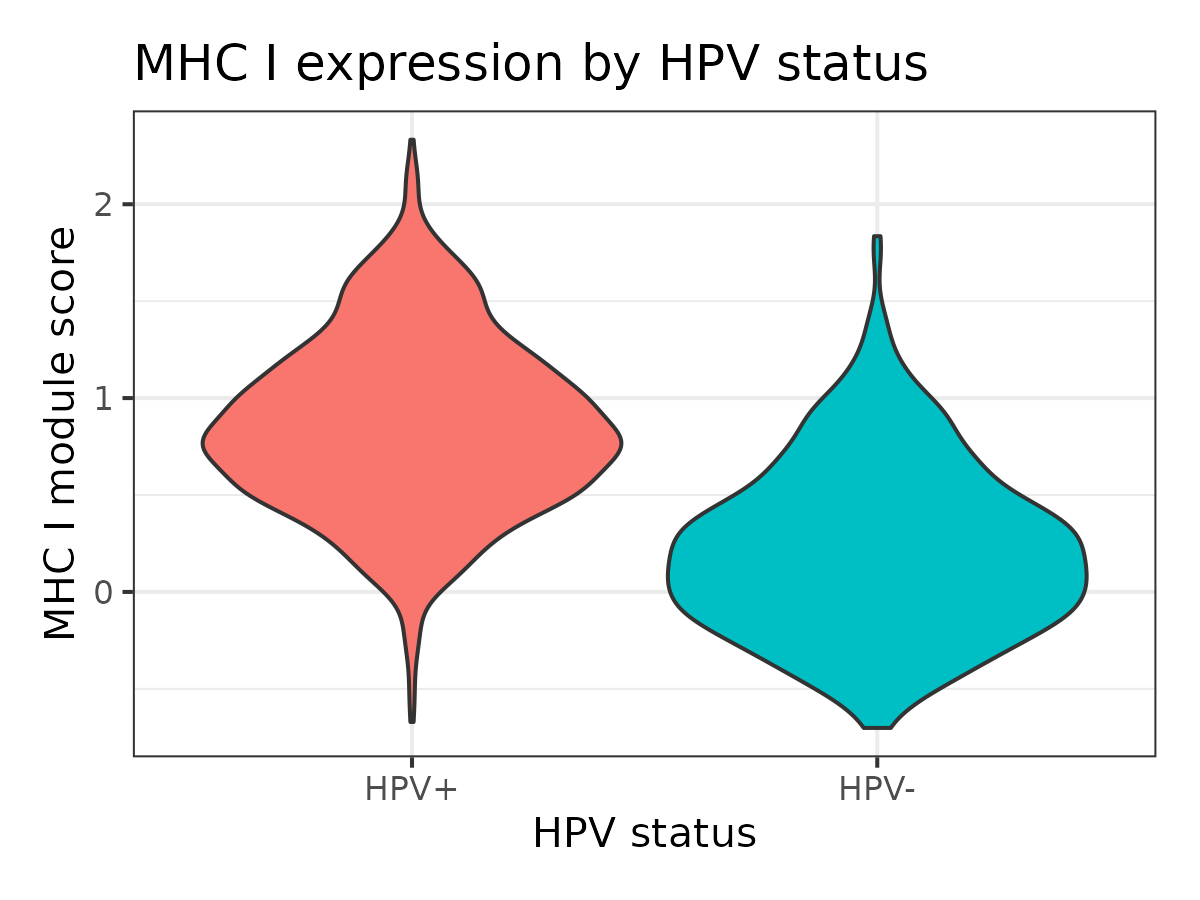 MHC I expression by HPV status
MHC I module score
2
1
0
HPV+
HPV-
HPV status